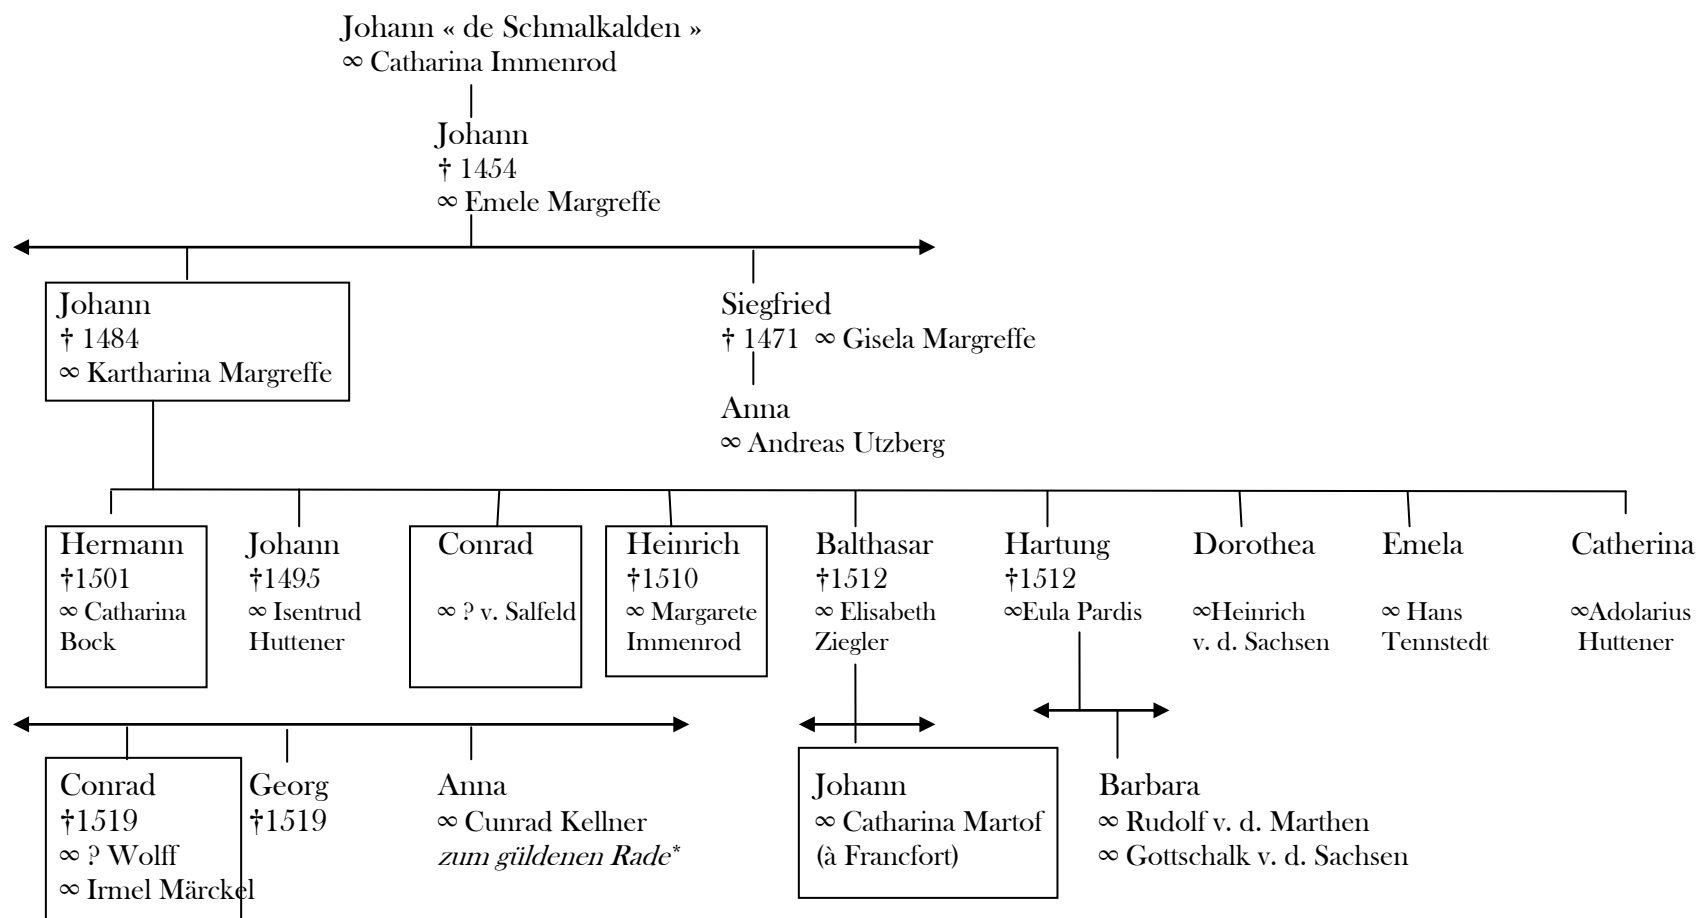 Johann « de Schmalkalden »
∞ Catharina Immenrod
Johann
† 1454
∞ Emele Margreffe
Johann
† 1484
∞ Kartharina Margreffe
Siegfried
† 1471 ∞ Gisela Margreffe
Anna
∞ Andreas Utzberg
Hermann
†1501
∞ Catharina
Bock
Johann
†1495
∞ Isentrud
Huttener
Conrad
∞ ? v. Salfeld
Heinrich
†1510
∞ Margarete
Immenrod
Balthasar
†1512
∞ Elisabeth
Ziegler
Hartung
†1512
∞Eula Pardis
Dorothea
∞Heinrich
v. d. Sachsen
Emela
∞ Hans
Tennstedt
Catherina
∞Adolarius
Huttener
Conrad
†1519
∞ ? Wolff
∞ Irmel Märckel
Georg
†1519
Anna
∞ Cunrad Kellner
zum güldenen Rade*
Johann
∞ Catharina Martof
(à Francfort)
Barbara
∞ Rudolf v. d. Marthen
∞ Gottschalk v. d. Sachsen